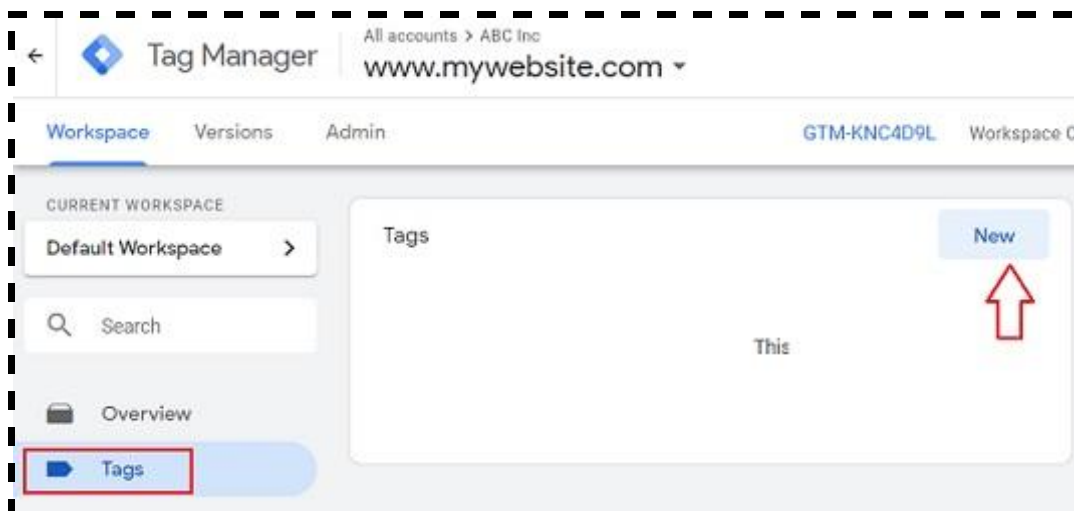 Tag Manager
All accounts > ABC Inc
www.mywebsite.com
Workspace Versions Admin GTM-KNC4D9L Workspace
CURRENT WORKSPACE
Default Workspace >
Tags New
Search
This
Overview
Tags